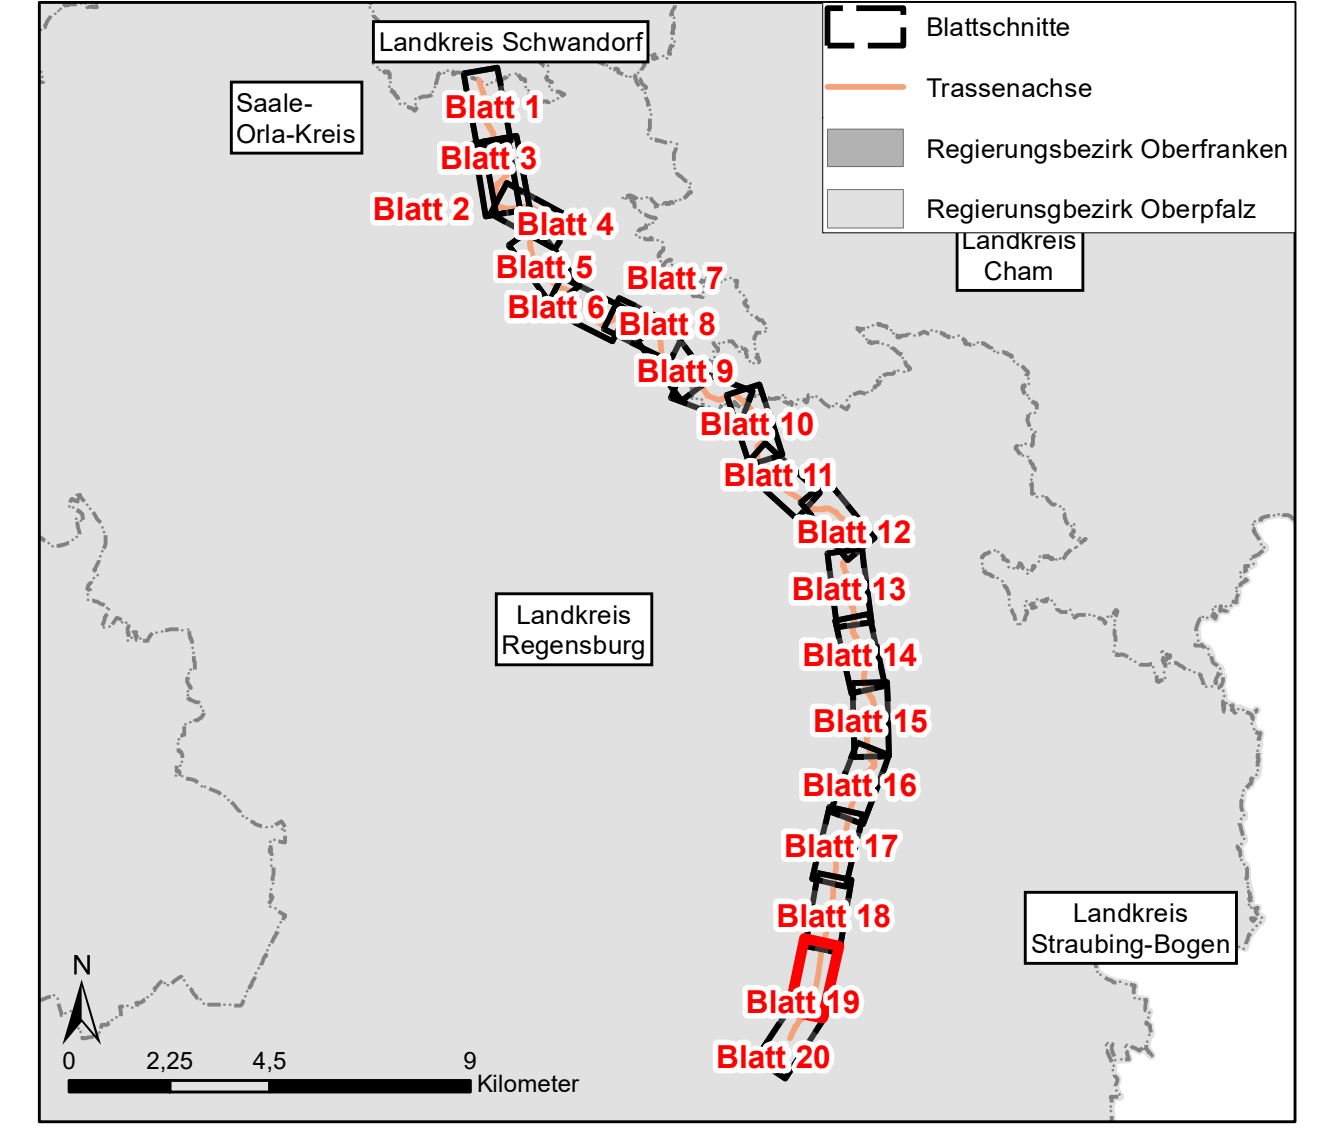 Landkreis Schwandorf
Saale-
Orla-Kreis
Blattschnitte
Trassenachse
Regierungsbezirk Oberfranken
Regierunsgbezirk Oberpfalz
Landkreis
Cham
Blatt 1
Blatt 3
Blatt 2
Blatt 4
Blatt 5
Blatt 7
Blatt 6
Blatt 8
Blatt 9
Blatt 10
Blatt 11
Blatt 12
Blatt 13
Landkreis
Regensburg
Blatt 14
Blatt 15
Blatt 16
Blatt 17
Blatt 18
Landkreis
Straubing-Bogen
Blatt 19
Blatt 20
N
0 2,25 4,5 9
Kilometer